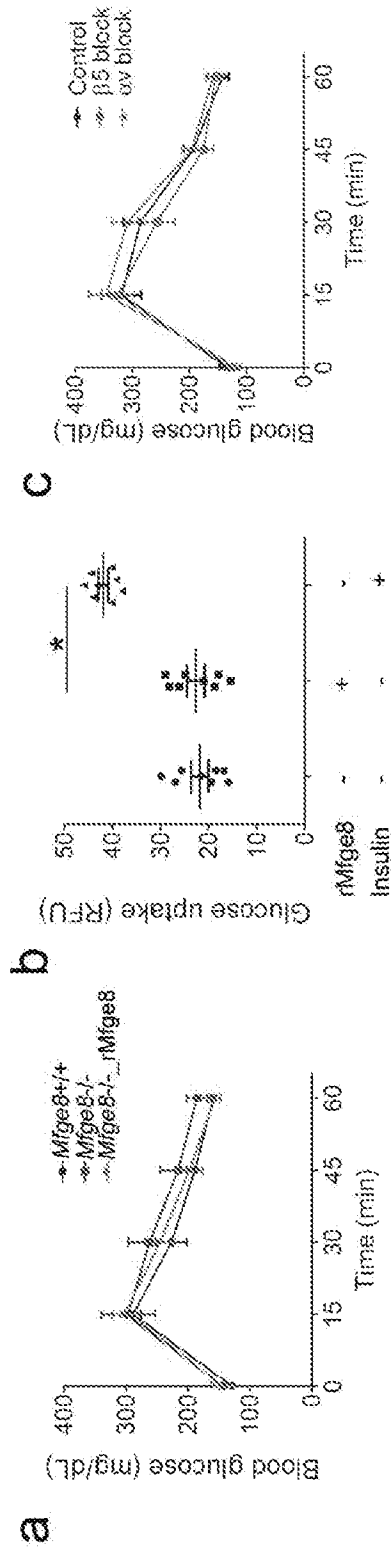 a
Blood glucose (mg/dL)
400
300
200
100
0
Mfge8+/+
Mfge8-/-
Mfge8-/-_rMfge8
0 15 30 45 60
Time (min)
b
Glucose uptake (RFU)
50
40
30
20
10
0
*
rMfge8 - + -
Insulin - - +
c
Blood glucose (mg/dL)
400
300
200
100
0
Control
β5 block
αv block
0 15 30 45 60
Time (min)